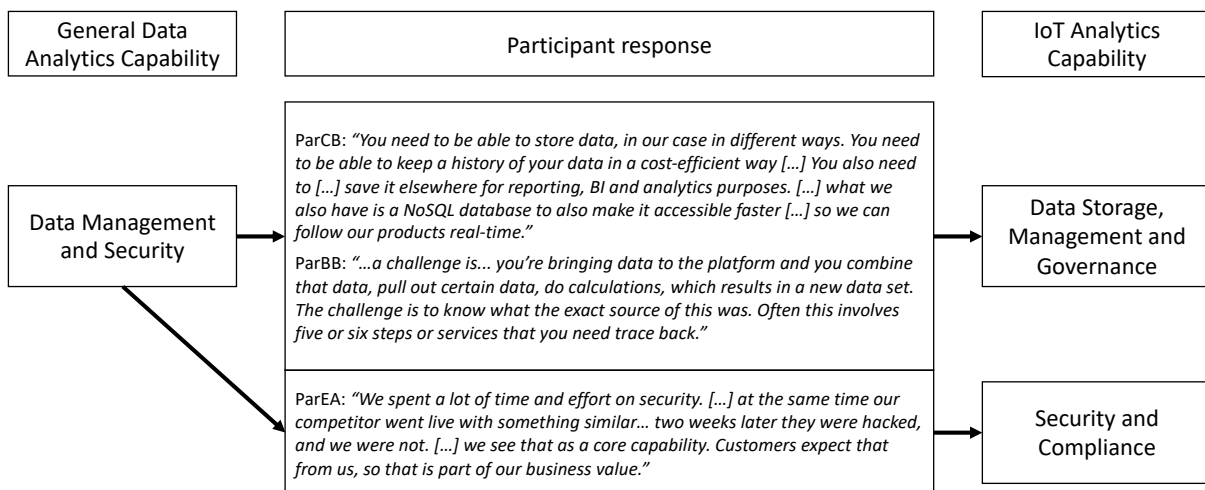 General Data
Analytics Capability
Participant response
IoT Analytics
Capability
Data Management
and Security
ParCB: “You need to be able to store data, in our case in different ways. You need
to be able to keep a history of your data in a cost-efficient way […] You also need
to […] save it elsewhere for reporting, BI and analytics purposes. […] what we
also have is a NoSQL database to also make it accessible faster […] so we can
follow our products real-time.”
ParBB: “…a challenge is... you’re bringing data to the platform and you combine
that data, pull out certain data, do calculations, which results in a new data set.
The challenge is to know what the exact source of this was. Often this involves
five or six steps or services that you need trace back.”
Data Storage,
Management and
Governance
ParEA: “We spent a lot of time and effort on security. […] at the same time our
competitor went live with something similar… two weeks later they were hacked,
and we were not. […] we see that as a core capability. Customers expect that
from us, so that is part of our business value.”
Security and
Compliance